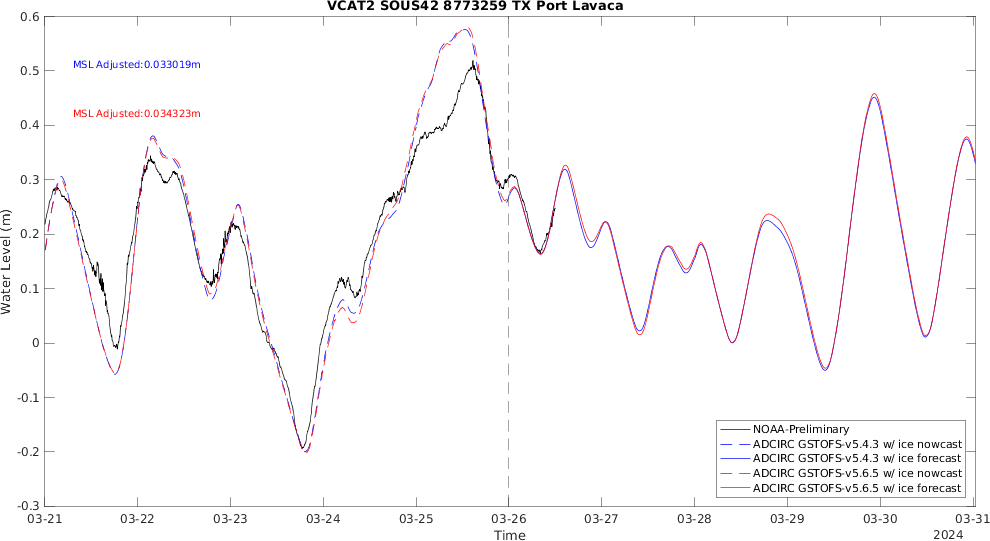 VCAT2 SOUS42 8773259 TX Port Lavaca
0.6
0.5
0.4
0.3
0.2
0.1
0
-0.1
-0.2
-0.3
Water Level (m)
MSL Adjusted:0.033019m
MSL Adjusted:0.034323m
NOAA-Preliminary
ADCIRC GSTOFS-v5.4.3 w/ ice nowcast
ADCIRC GSTOFS-v5.4.3 w/ ice forecast
ADCIRC GSTOFS-v5.6.5 w/ ice nowcast
ADCIRC GSTOFS-v5.6.5 w/ ice forecast
03-21 03-22 03-23 03-24 03-25 03-26 03-27 03-28 03-29 03-30 03-31
Time
2024